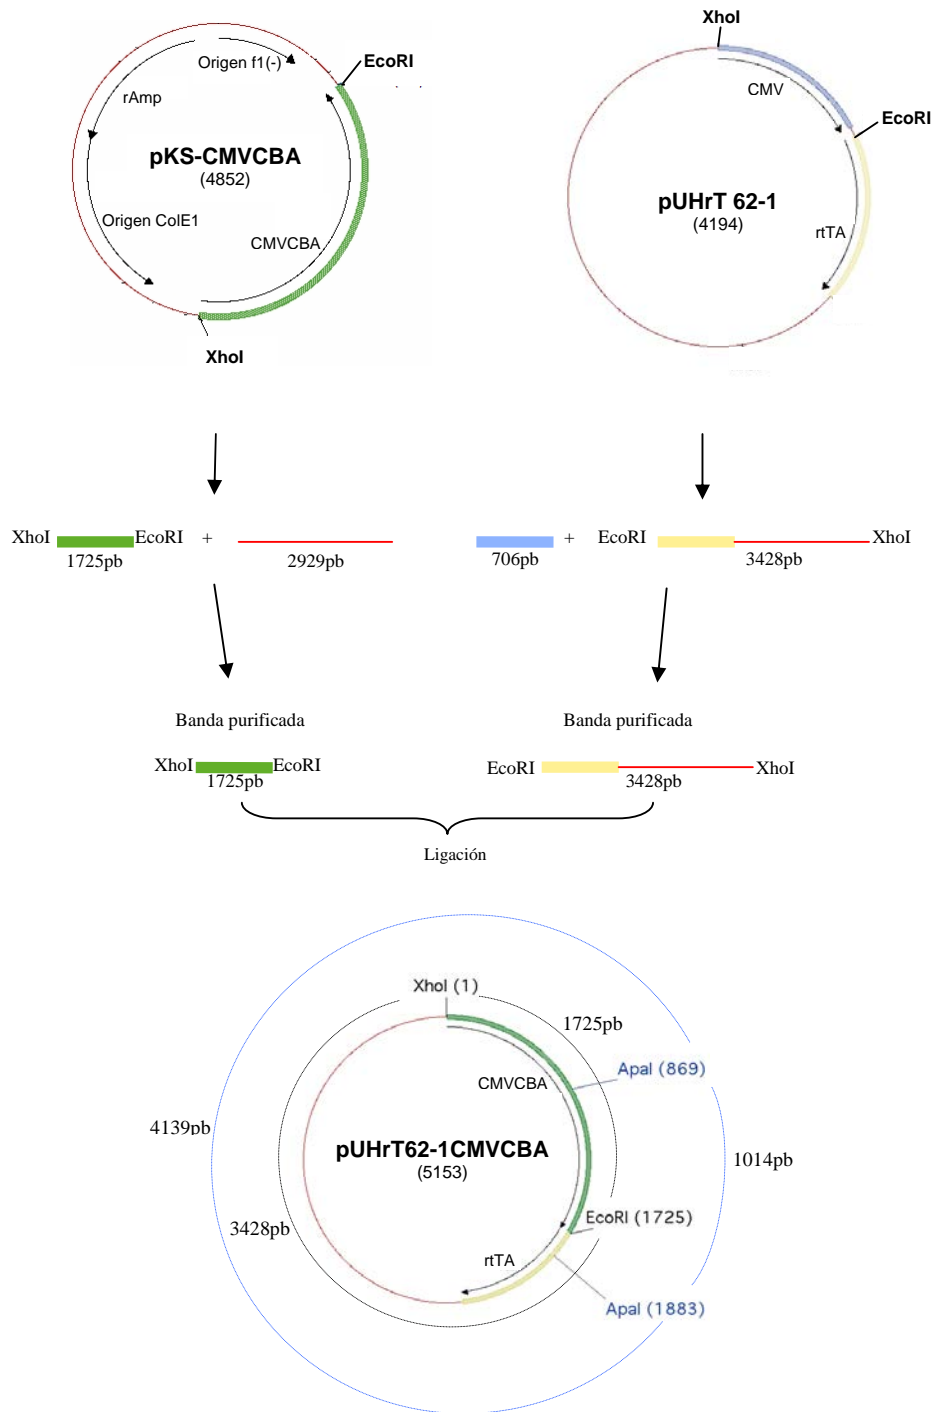 XhoI
Origen f1(-)
EcoRI
CMV
rAmp
EcoRI
pKS-CMVCBA
(4852)
pUHrT 62-1
(4194)
Origen ColE1
CMVCBA
rtTA
XhoI
XhoI EcoRI + EcoRI XhoI
1725pb 2929pb 706pb + 3428pb
Banda purificada Banda purificada
XhoI EcoRI EcoRI XhoI
1725pb 3428pb
Ligación
XhoI (1)
1725pb
ApaI (869)
CMVCBA
4139pb
pUHrT62-1CMVCBA
(5153)
1014pb
EcoRI (1725)
3428pb
rtTA
ApaI (1883)